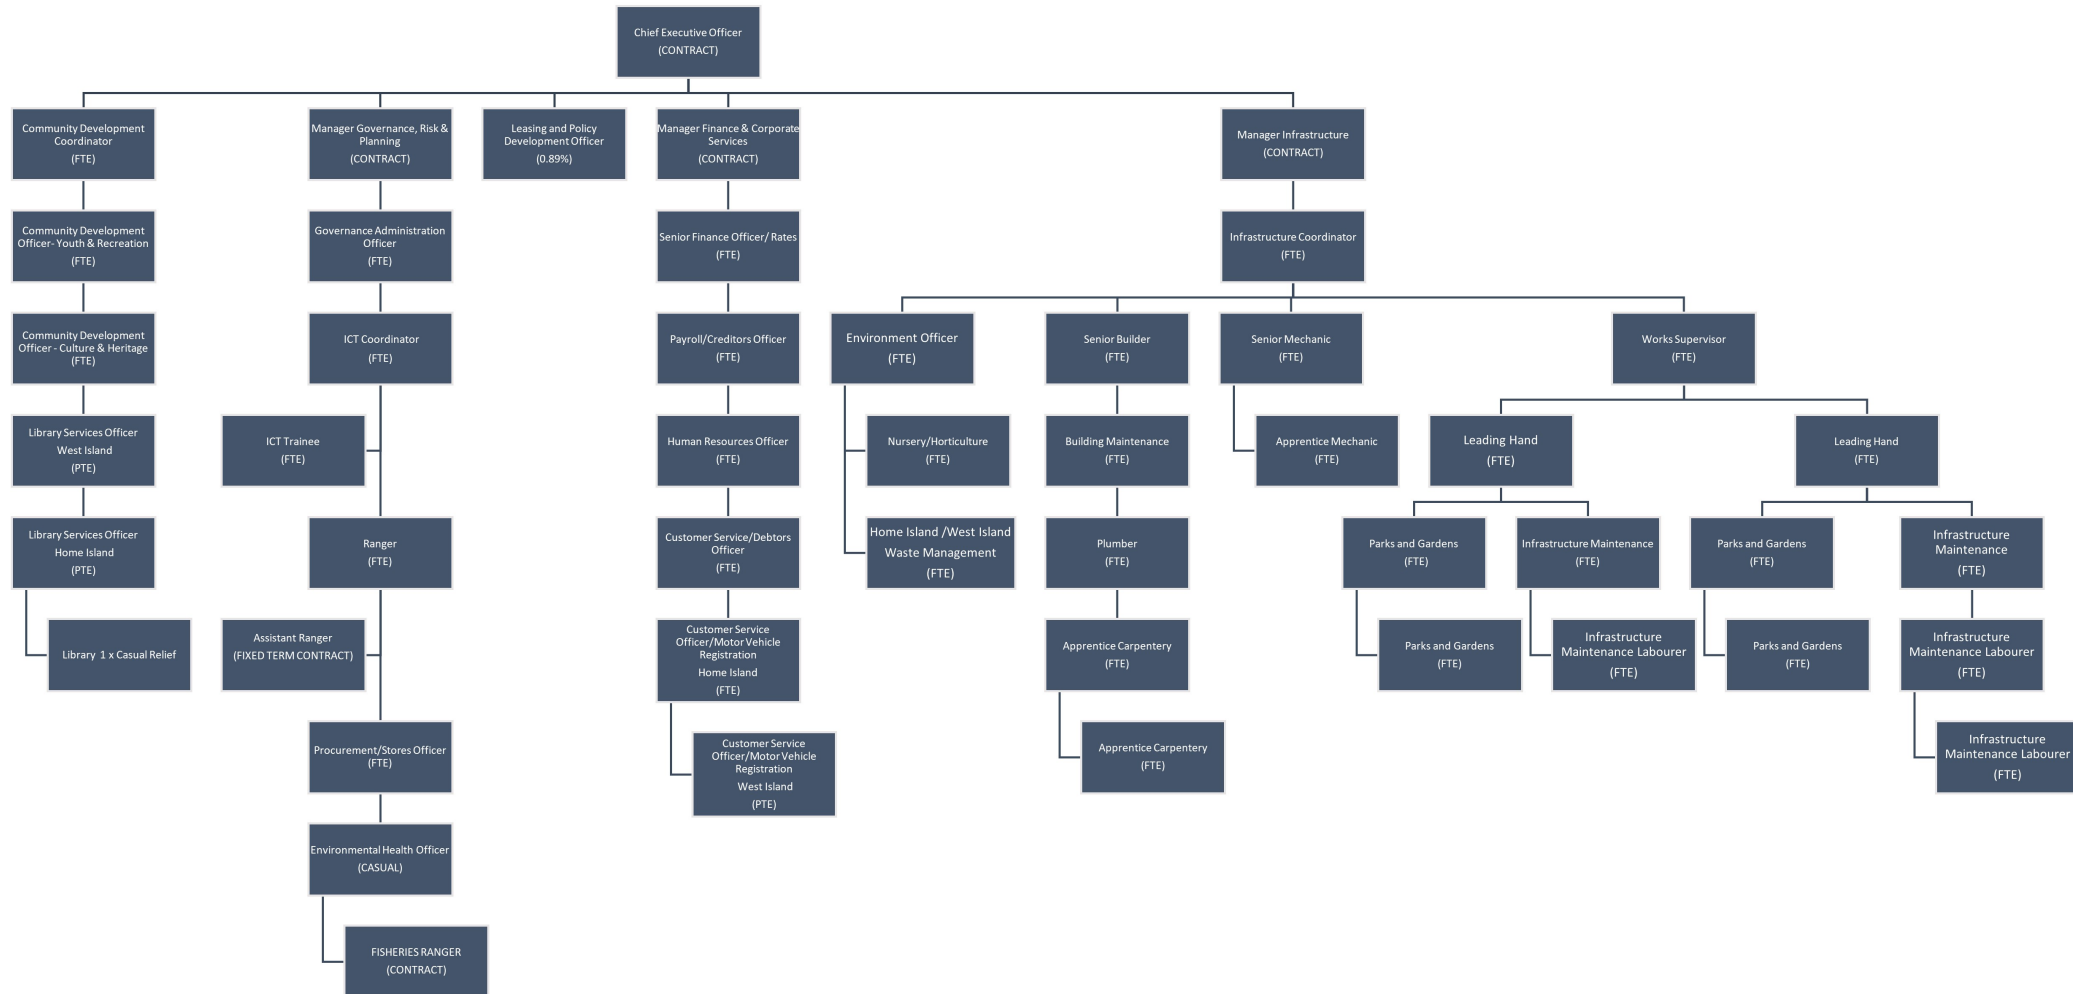 Chief Executive Officer
(CONTRACT)
Community Development
Coordinator
(FTE)
Manager Governance, Risk &
Planning
(CONTRACT)
Leasing and Policy
Development Officer
(0.89%)
Manager Finance & Corporate
Services
(CONTRACT)
Manager Infrastructure
(CONTRACT)
Community Development
Officer- Youth & Recreation
(FTE)
Governance Administration
Officer
(FTE)
Senior Finance Officer/ Rates
(FTE)
Infrastructure Coordinator
(FTE)
Community Development
Officer - Culture & Heritage
(FTE)
ICT Coordinator
(FTE)
Payroll/Creditors Officer
(FTE)
Environment Officer
(FTE)
Senior Builder
(FTE)
Senior Mechanic
(FTE)
Works Supervisor
(FTE)
Library Services Officer
West Island
(PTE)
ICT Trainee
(FTE)
Human Resources Officer
(FTE)
Nursery/Horticulture
(FTE)
Building Maintenance
(FTE)
Apprentice Mechanic
(FTE)
Leading Hand
(FTE)
Leading Hand
(FTE)
Library Services Officer
Home Island
(PTE)
Ranger
(FTE)
Customer Service/Debtors
Officer
(FTE)
Home Island /West Island
Waste Management
(FTE)
Plumber
(FTE)
Parks and Gardens
(FTE)
Infrastructure Maintenance
(FTE)
Parks and Gardens
(FTE)
Infrastructure
Maintenance
(FTE)
Library 1 x Casual Relief
Assistant Ranger
(FIXED TERM CONTRACT)
Customer Service
Officer/Motor Vehicle
Registration
Home Island
(FTE)
Apprentice Carpentery
(FTE)
Parks and Gardens
(FTE)
Infrastructure
Maintenance Labourer
(FTE)
Parks and Gardens
(FTE)
Infrastructure
Maintenance Labourer
(FTE)
Procurement/Stores Officer
(FTE)
Customer Service
Officer/Motor Vehicle
Registration
West Island
(PTE)
Apprentice Carpentery
(FTE)
Infrastructure
Maintenance Labourer
(FTE)
Environmental Health Officer
(CASUAL)
FISHERIES RANGER
(CONTRACT)